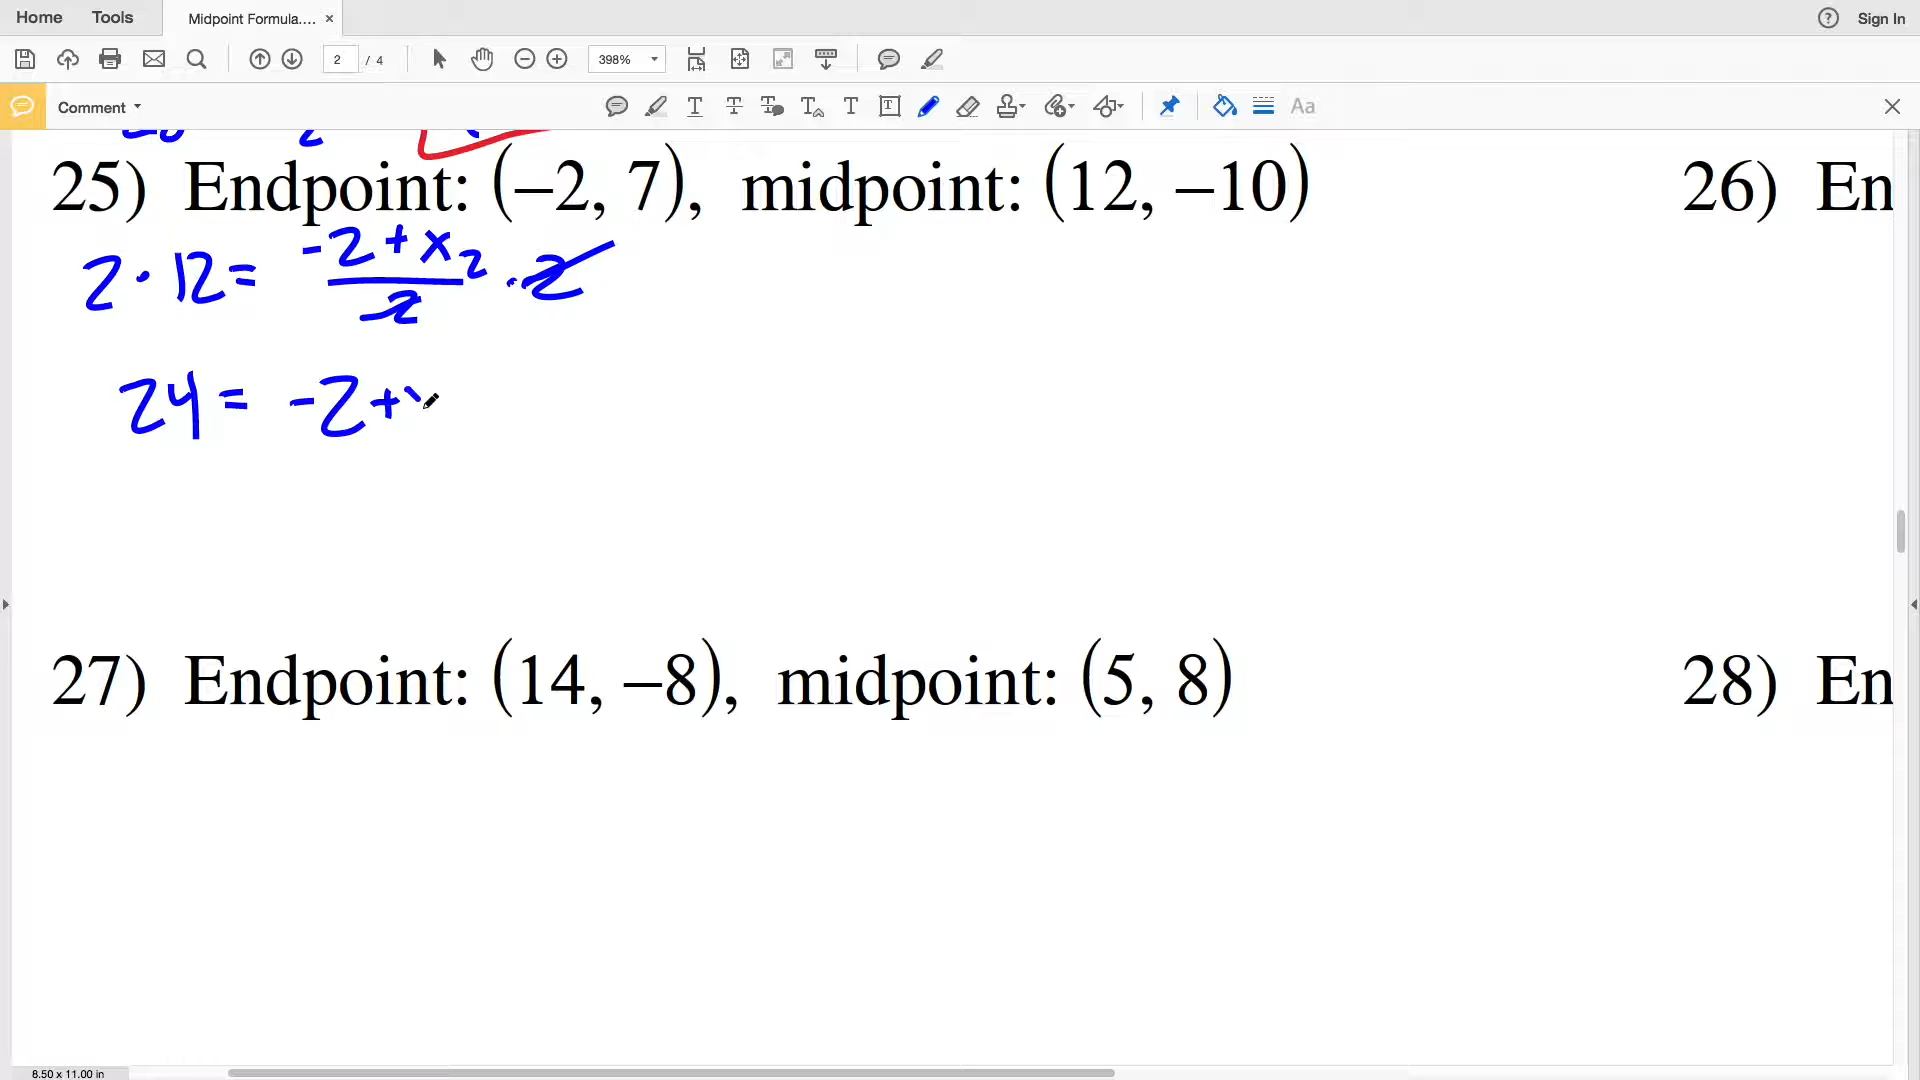 Home Tools Midpoint Formula.... × ? Sign In
2 / 4 398%
Comment T T T T T T Aa
25) Endpoint: (−2, 7), midpoint: (12, −10) 26) En
2 · 12 = -2 + x₂ / 2 · 2
24 = -2 +
27) Endpoint: (14, −8), midpoint: (5, 8) 28) En
8.50 x 11.00 in